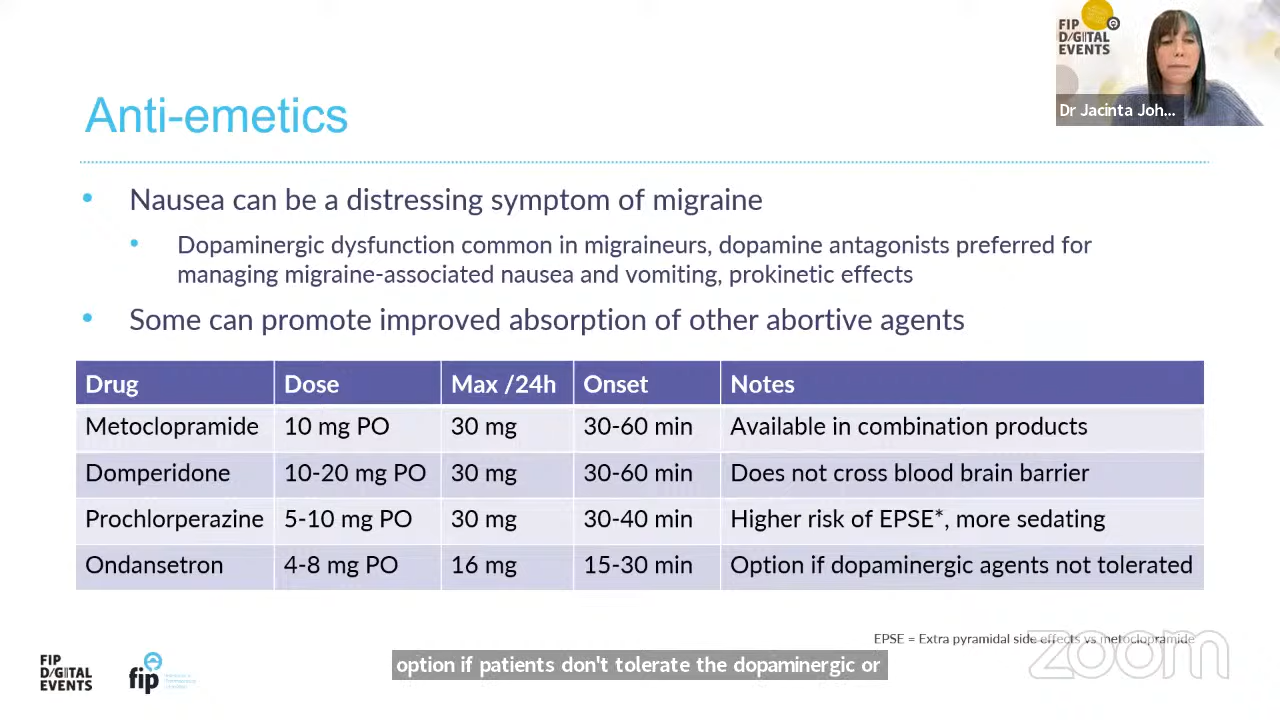 FIP
DIGITAL
EVENTS
Dr Jacinta Joh...
Anti-emetics
• Nausea can be a distressing symptom of migraine
• Dopaminergic dysfunction common in migraineurs, dopamine antagonists preferred for
managing migraine-associated nausea and vomiting, prokinetic effects
• Some can promote improved absorption of other abortive agents
Drug Dose Max /24h Onset Notes
Metoclopramide 10 mg PO 30 mg 30-60 min Available in combination products
Domperidone 10-20 mg PO 30 mg 30-60 min Does not cross blood brain barrier
Prochlorperazine 5-10 mg PO 30 mg 30-40 min Higher risk of EPSE*, more sedating
Ondansetron 4-8 mg PO 16 mg 15-30 min Option if dopaminergic agents not tolerated
EPSE = Extra pyramidal side effects vs metoclopramide
zoom
option if patients don't tolerate the dopaminergic or
FIP
DIGITAL
EVENTS
fip